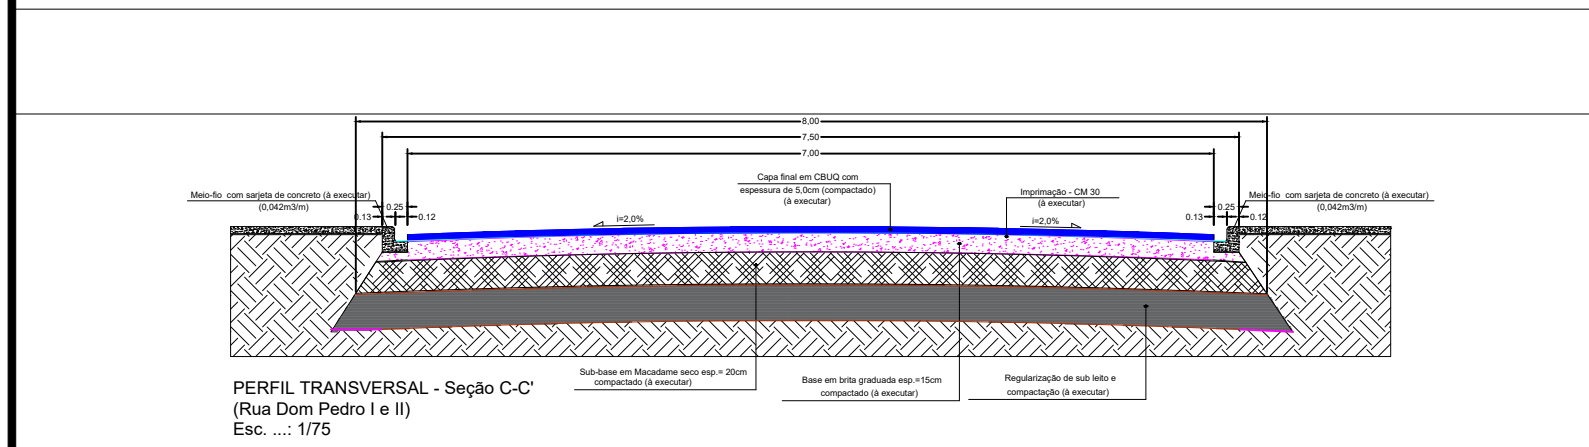 8,00
7,50
7,00
Capa final em CBUQ com
espessura de 5,0cm (compactado)
(à executar)
Imprimação - CM 30
(à executar)
Meio-fio com sarjeta de concreto (à executar)
(0,042m3/m)
0.25
0.13
0.12
i=2,0%
i=2,0%
Meio-fio com sarjeta de concreto (à executar)
(0,042m3/m)
0.25
0.13
0.12
Sub-base em Macadame seco esp.= 20cm
compactado (à executar)
Base em brita graduada esp.=15cm
compactado (à executar)
Regularização de sub leito e
compactação (à executar)
PERFIL TRANSVERSAL - Seção C-C'
(Rua Dom Pedro I e II)
Esc. ...: 1/75